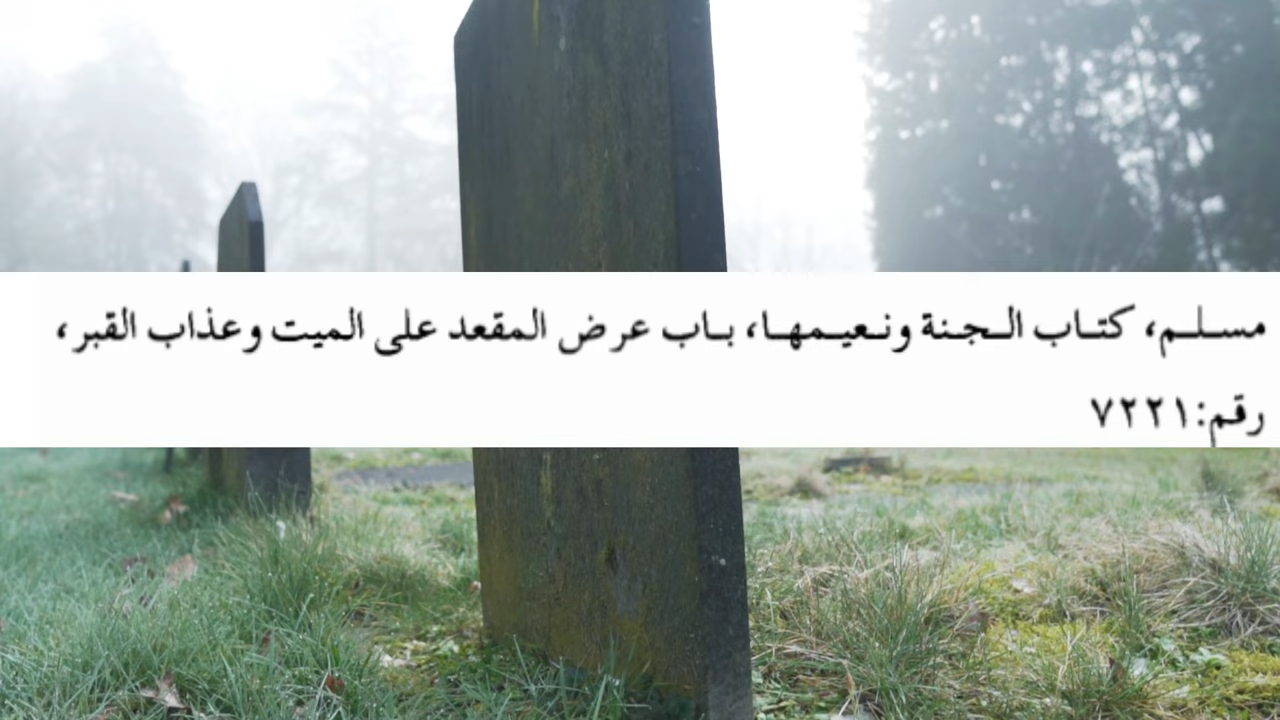 مسلم، كتاب الجنة ونعيمها، باب عرض المقعد على الميت وعذاب القبر،
رقم:٧٢٢١